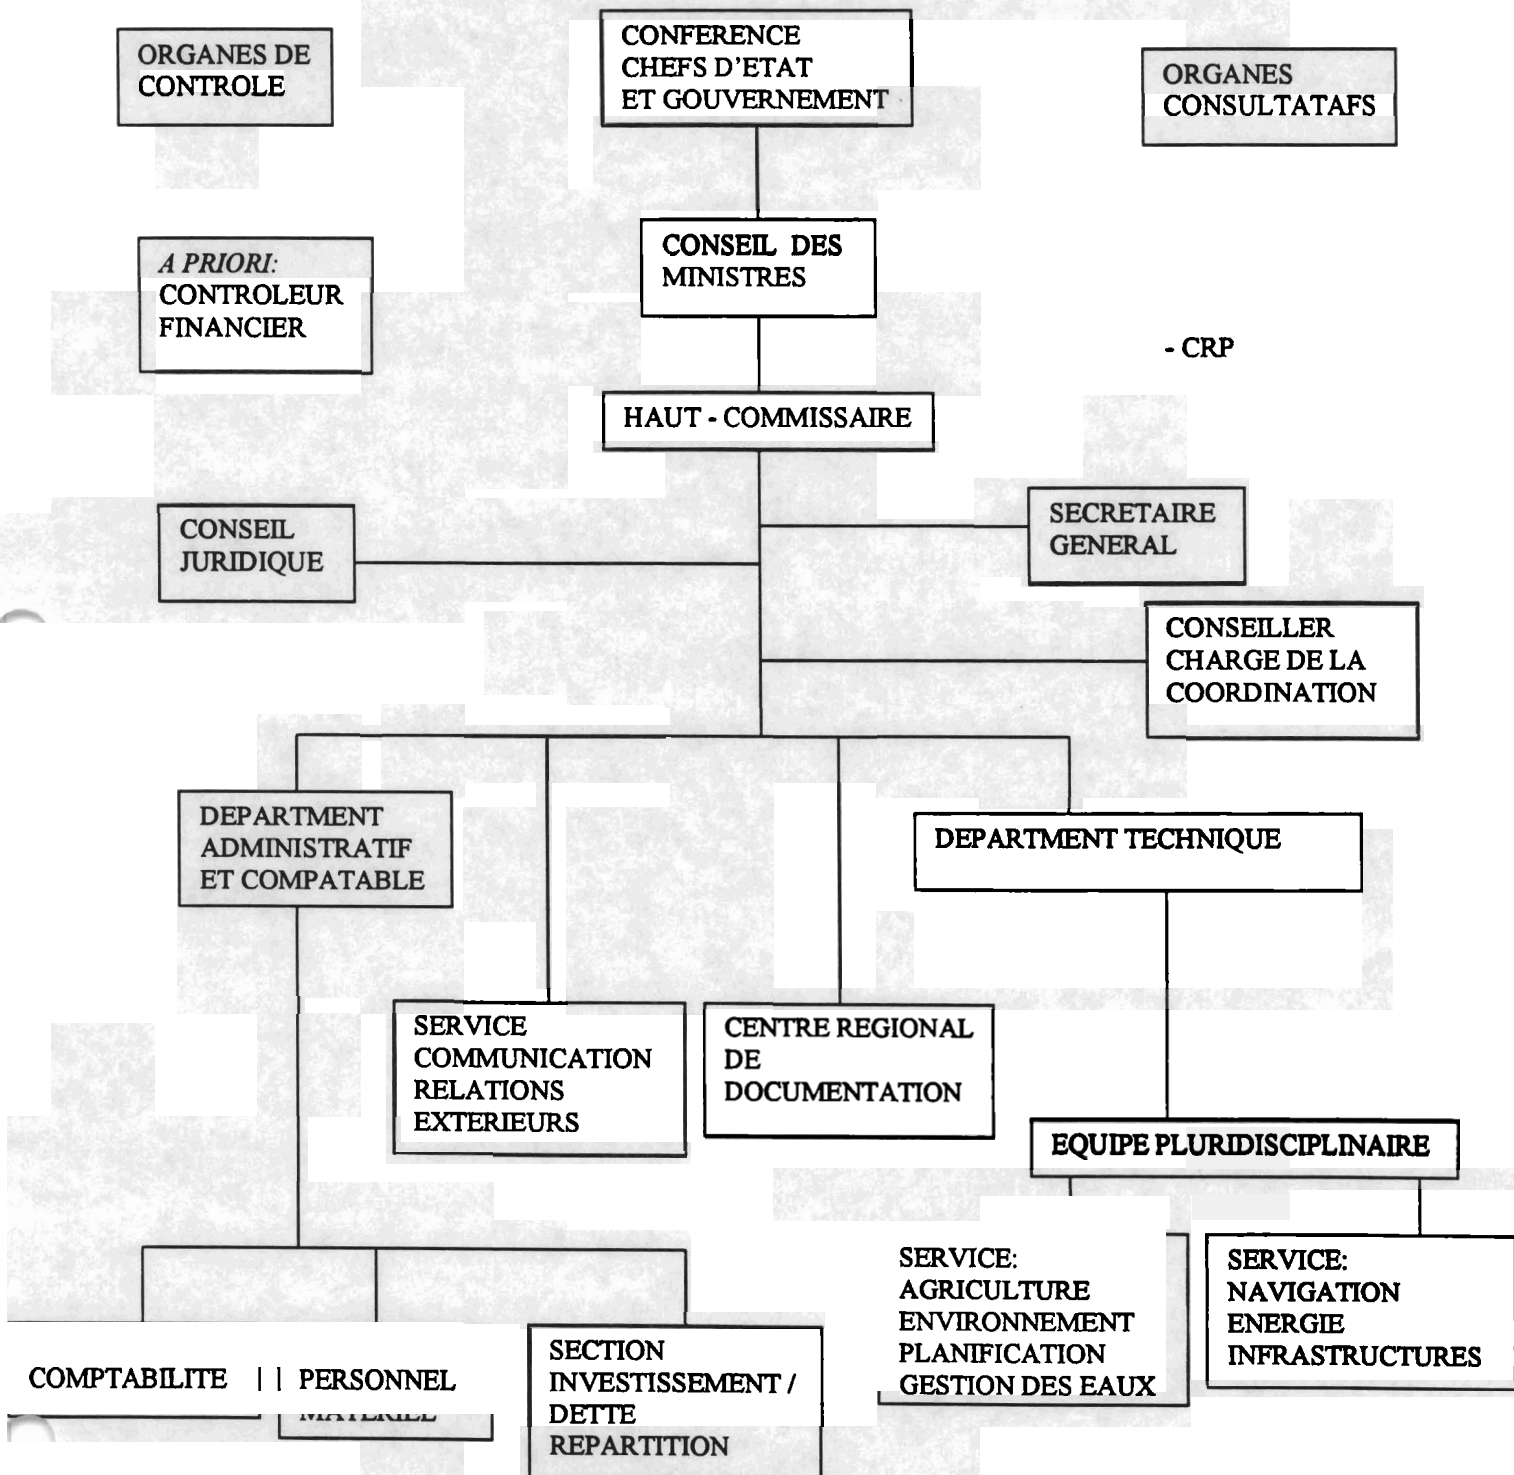 ORGANES DE
CONTROLE
CONFERENCE
CHEFS D'ETAT
ET GOUVERNEMENT
ORGANES
CONSULTATAFS
A PRIORI:
CONTROLEUR
FINANCIER
CONSEIL DES
MINISTRES
- CRP
HAUT - COMMISSAIRE
CONSEIL
JURIDIQUE
SECRETAIRE
GENERAL
CONSEILLER
CHARGE DE LA
COORDINATION
DEPARTMENT
ADMINISTRATIF
ET COMPATABLE
DEPARTMENT TECHNIQUE
SERVICE
COMMUNICATION
RELATIONS
EXTERIEURS
CENTRE REGIONAL
DE
DOCUMENTATION
EQUIPE PLURIDISCIPLINAIRE
COMPTABILITE
PERSONNEL
MATERIEL
SECTION
INVESTISSEMENT /
DETTE
REPARTITION
SERVICE:
AGRICULTURE
ENVIRONNEMENT
PLANIFICATION
GESTION DES EAUX
SERVICE:
NAVIGATION
ENERGIE
INFRASTRUCTURES